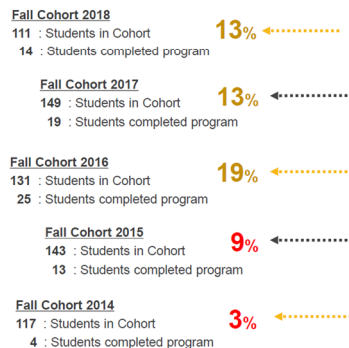 Fall Cohort 2018
111 : Students in Cohort
13%
14 : Students completed program
Fall Cohort 2017
149 : Students in Cohort
13%
19 : Students completed program
Fall Cohort 2016
131 : Students in Cohort
19%
25 : Students completed program
Fall Cohort 2015
143 : Students in Cohort
9%
13 : Students completed program
Fall Cohort 2014
117 : Students in Cohort
3%
4 : Students completed program